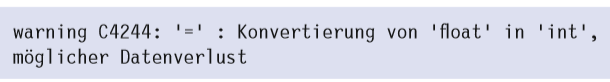 warning C4244: '=' : Konvertierung von 'float' in 'int',
möglicher Datenverlust